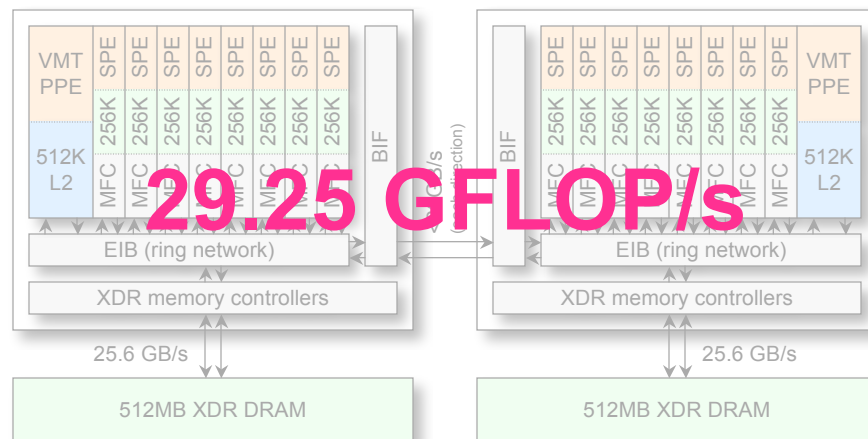 VMT
PPE
512K
L2
SPE SPE SPE SPE SPE SPE SPE SPE
256K 256K 256K 256K 256K 256K 256K 256K
MFC MFC MFC MFC MFC MFC MFC MFC
BIF
EIB (ring network)
XDR memory controllers
25.6 GB/s
512MB XDR DRAM
(each direction)
29.25 GFLOP/s
BIF
SPE SPE SPE SPE SPE SPE SPE SPE
256K 256K 256K 256K 256K 256K 256K 256K
MFC MFC MFC MFC MFC MFC MFC MFC
VMT
PPE
512K
L2
EIB (ring network)
XDR memory controllers
25.6 GB/s
512MB XDR DRAM